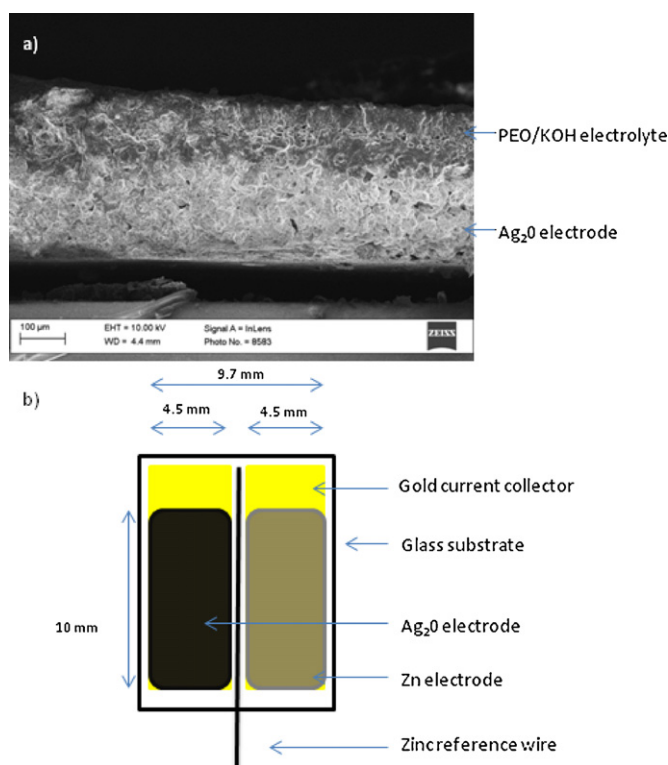 a)
PEO/KOH electrolyte
Ag₂0 electrode
100 µm
EHT = 10.00 kV
Signal A = InLens
WD = 4.4 mm
Photo No. = 8583
ZEISS
9.7 mm
b)
4.5 mm
4.5 mm
Gold current collector
Glass substrate
10 mm
Ag₂0 electrode
Zn electrode
Zinc reference wire